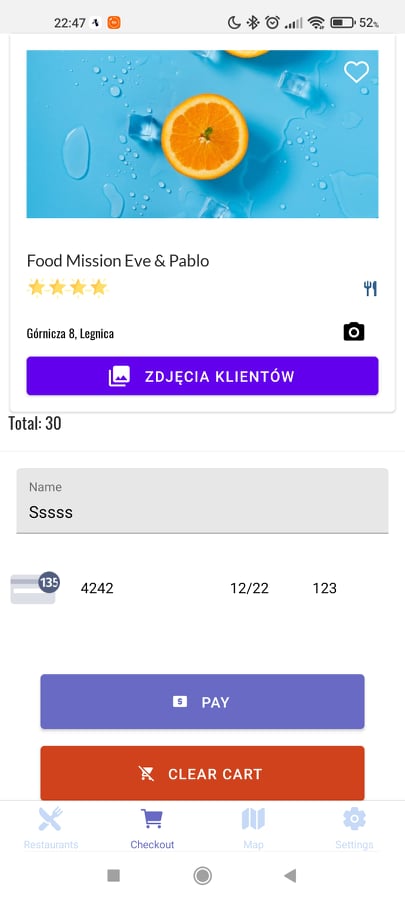 22:47
52%
Food Mission Eve & Pablo
Górnicza 8, Legnica
ZDJĘCIA KLIENTÓW
Total: 30
Name
Sssss
135 4242 12/22 123
PAY
CLEAR CART
Restaurants Checkout Map Settings